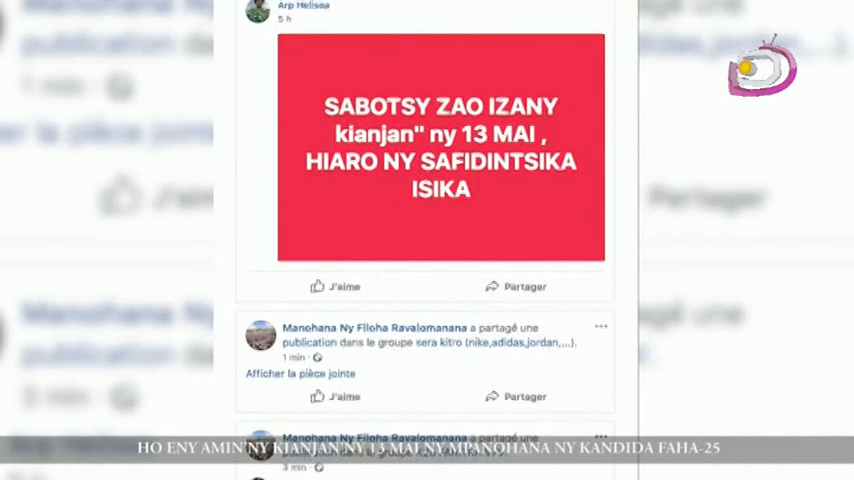 Arp Helisoa
5 h
SABOTSY ZAO IZANY
kianjan" ny 13 MAI ,
HIARO NY SAFIDINTSIKA
ISIKA
J'aime Partager
Manohana Ny Filoha Ravalomanana a partagé une
publication dans le groupe sera kitro (nike,adidas,jordan,...).
1 min
Afficher la pièce jointe
J'aime Partager
Manohana Ny Filoha Ravalomanana a partagé une
HO ENY AMIN'NY KIANJAN'NY 13 MAI NY MPANOHANA NY KANDIDA FAHA-25
3 min